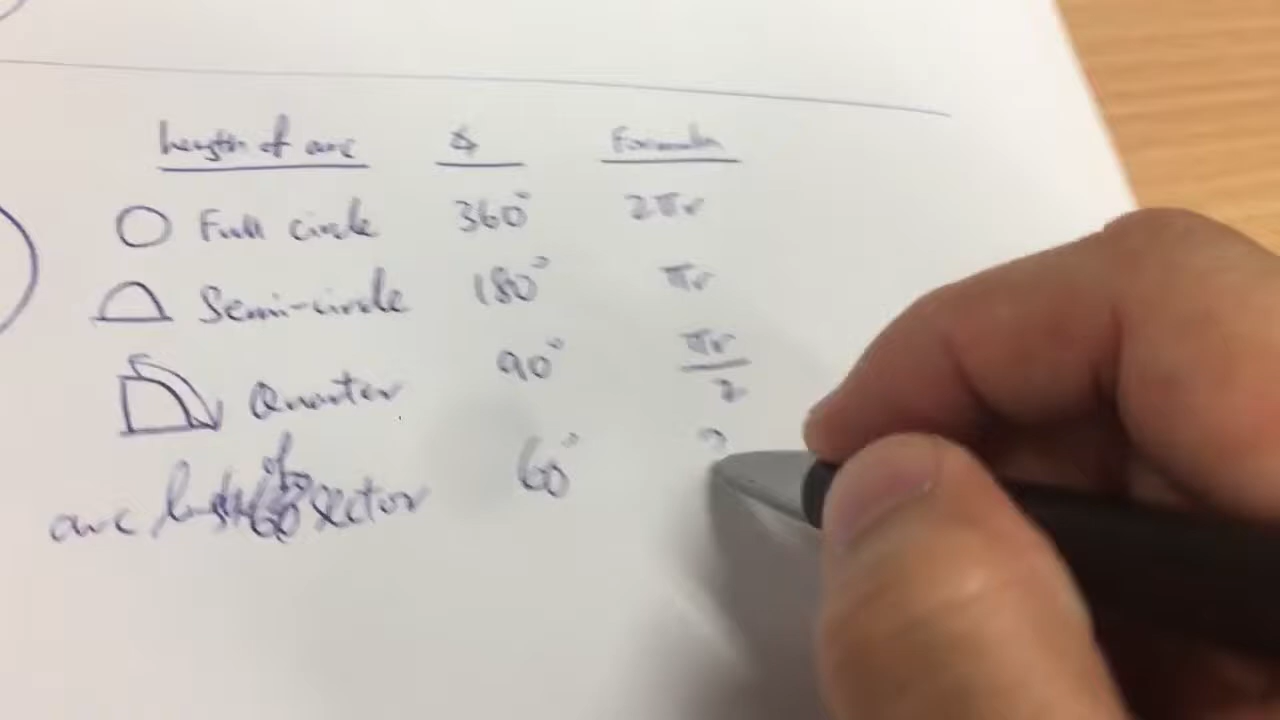 Length of arc ∡ Formula
Full circle 360° 2πr
Semi-circle 180° πr
Quarter 90° πr/2
of
arc length 60° sector 60°